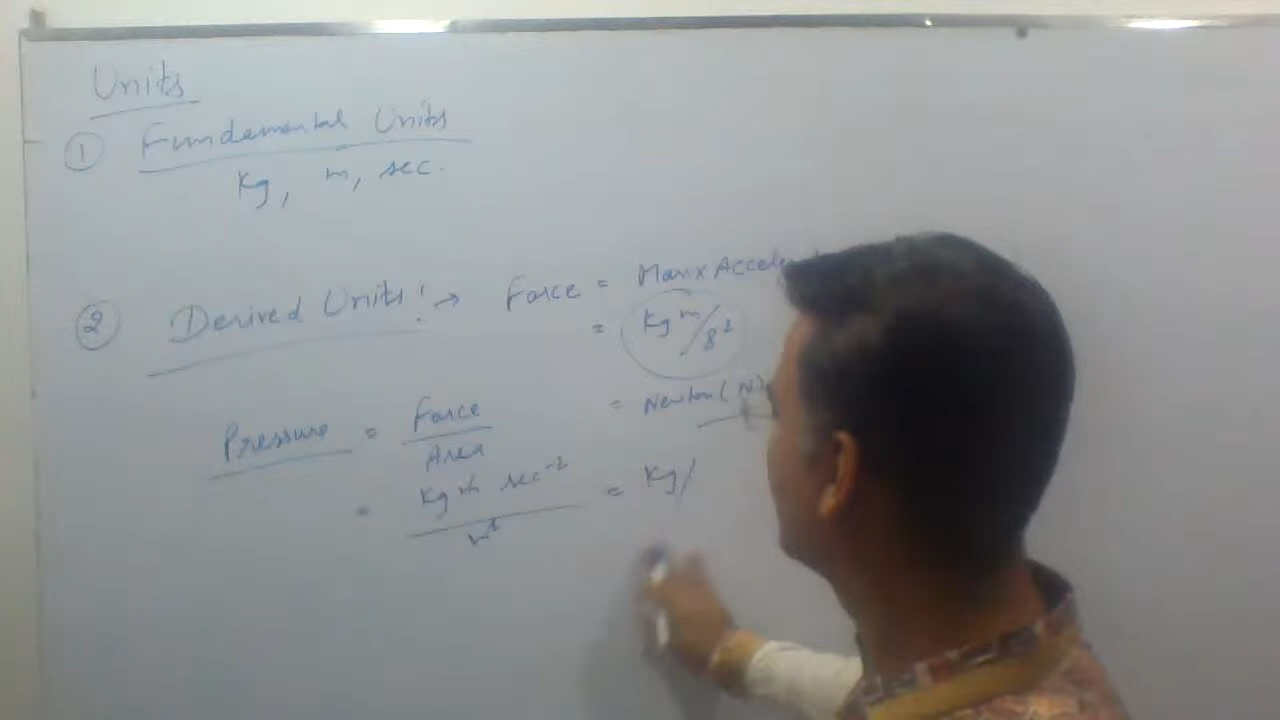 Units
① Fundamental Units
Kg, m, sec.
② Derived Units: → Force = Mass x Accele
= Kg m/s²
= Newton (N)
Pressure = Force / Area
= Kg m sec⁻² / m² = Kg/